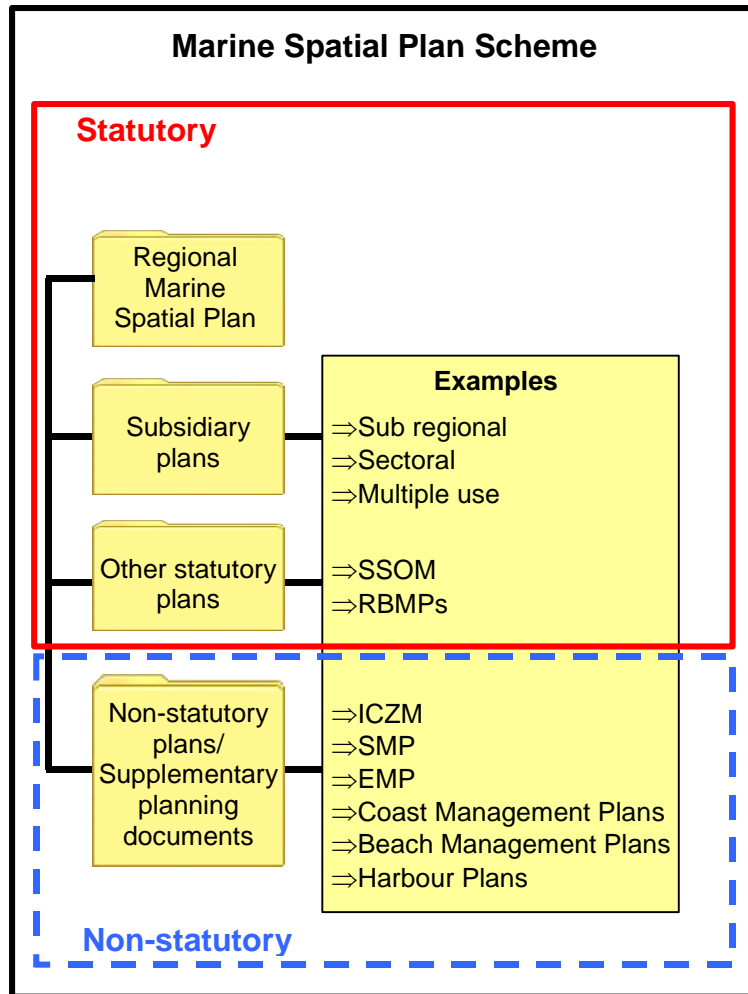 Marine Spatial Plan Scheme
Statutory
Regional
Marine
Spatial Plan
Subsidiary
plans
Examples
⇒Sub regional
⇒Sectoral
⇒Multiple use
Other statutory
plans
⇒SSOM
⇒RBMPs
Non-statutory
plans/
Supplementary
planning
documents
⇒ICZM
⇒SMP
⇒EMP
⇒Coast Management Plans
⇒Beach Management Plans
⇒Harbour Plans
Non-statutory